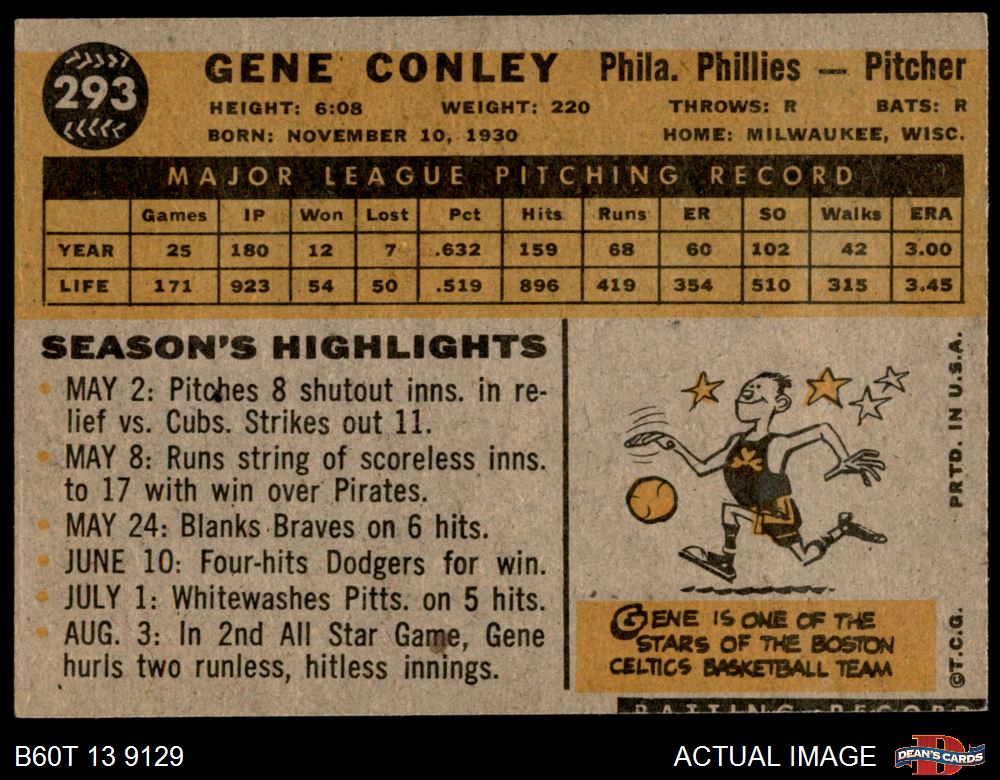 293
GENE CONLEY Phila. Phillies — Pitcher
HEIGHT: 6:08 WEIGHT: 220 THROWS: R BATS: R
BORN: NOVEMBER 10, 1930 HOME: MILWAUKEE, WISC.
MAJOR LEAGUE PITCHING RECORD
Games IP Won Lost Pct Hits Runs ER SO Walks ERA
YEAR 25 180 12 7 .632 159 68 60 102 42 3.00
LIFE 171 923 54 50 .519 896 419 354 510 315 3.45
SEASON'S HIGHLIGHTS
• MAY 2: Pitches 8 shutout inns. in re-
lief vs. Cubs. Strikes out 11.
• MAY 8: Runs string of scoreless inns.
to 17 with win over Pirates.
• MAY 24: Blanks Braves on 6 hits.
• JUNE 10: Four-hits Dodgers for win.
• JULY 1: Whitewashes Pitts. on 5 hits.
• AUG. 3: In 2nd All Star Game, Gene
hurls two runless, hitless innings.
GENE IS ONE OF THE
STARS OF THE BOSTON
CELTICS BASKETBALL TEAM
©T.C.G. PRTD. IN U.S.A.
BATTING RECORD
B60T 13 9129
ACTUAL IMAGE
DEAN'S CARDS